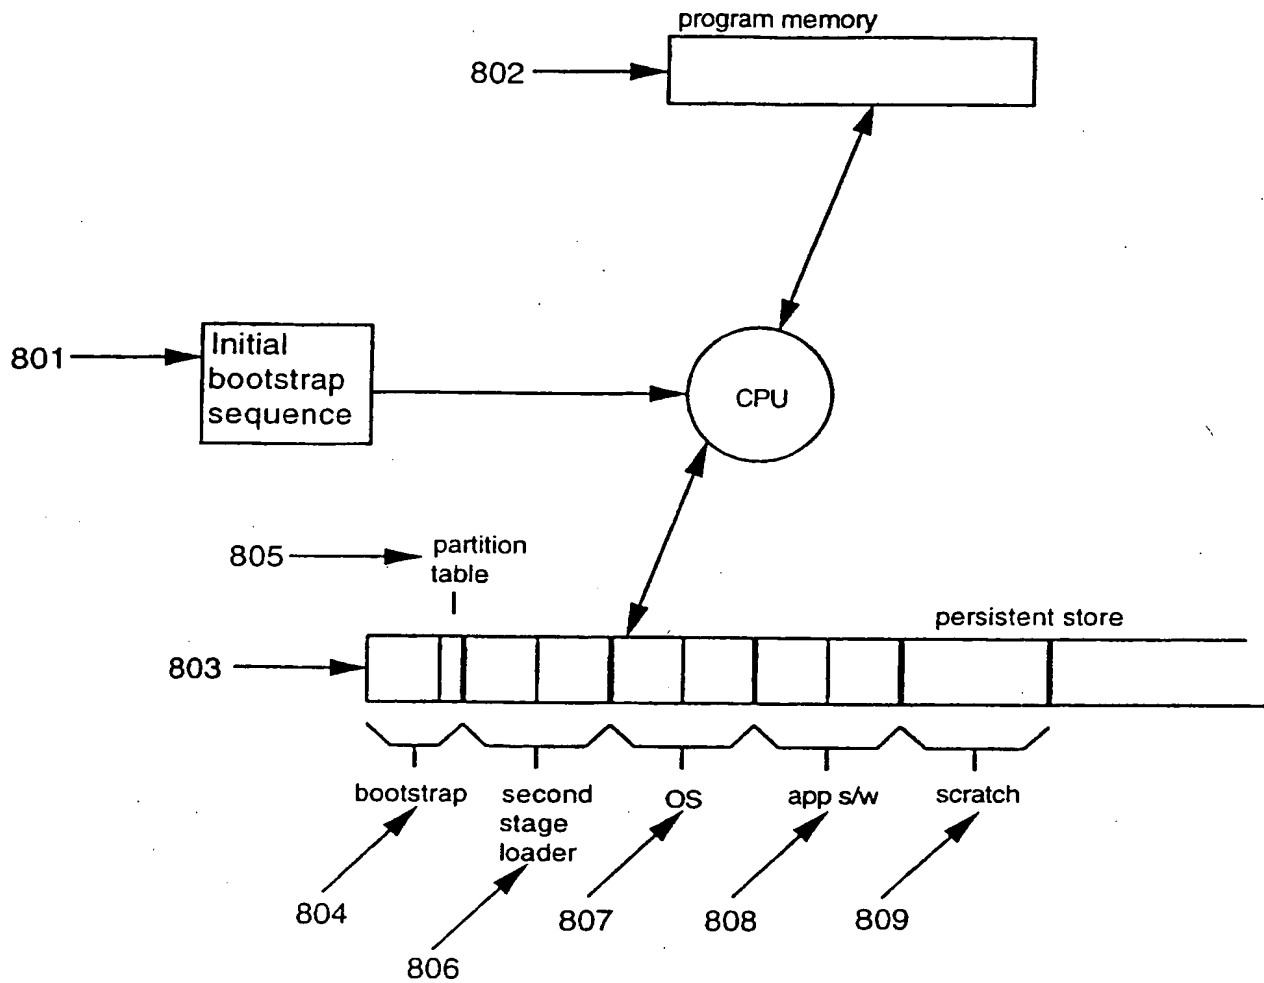 program memory
802
801
Initial
bootstrap
sequence
CPU
805
partition
table
persistent store
803
bootstrap
second
stage
loader
OS
app s/w
scratch
804
806
807
808
809